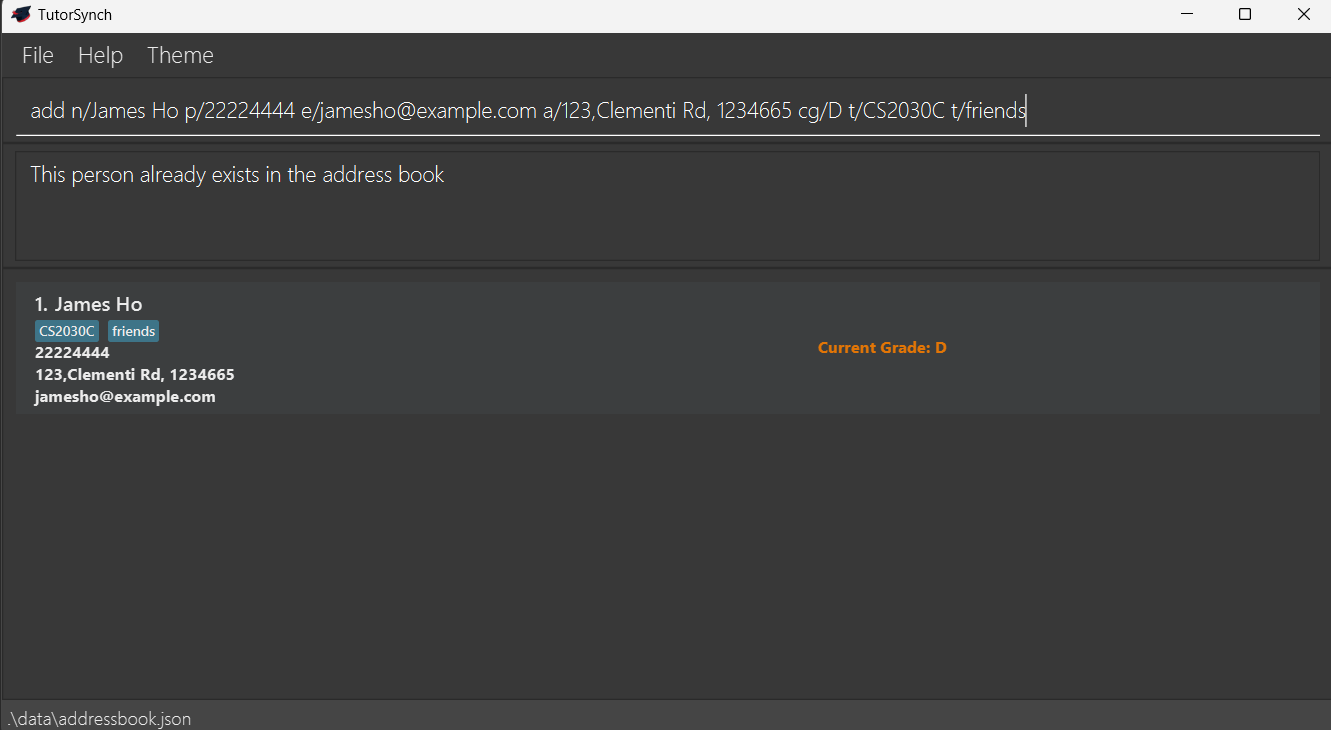 TutorSynch
File Help Theme
add n/James Ho p/22224444 e/jamesho@example.com a/123,Clementi Rd, 1234665 cg/D t/CS2030C t/friends
This person already exists in the address book
1. James Ho
CS2030C friends
22224444
Current Grade: D
123,Clementi Rd, 1234665
jamesho@example.com
.\data\addressbook.json